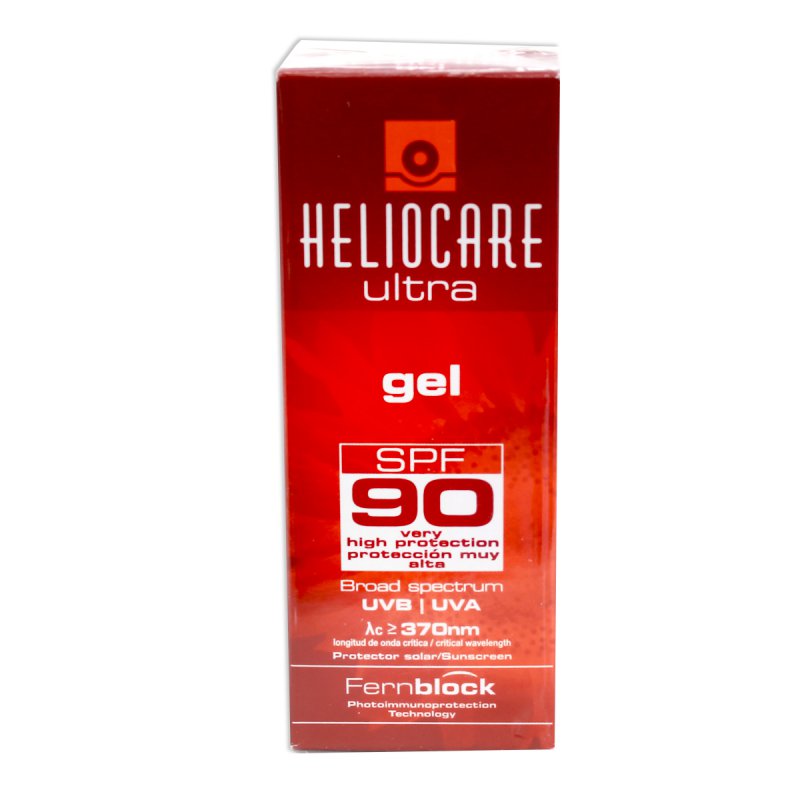 HELIOCARE
ultra
gel
SPF
90
very
high protection
protección muy
alta
Broad spectrum
UVB | UVA
λc ≥ 370nm
longitud de onda crítica / critical wavelength
Protector solar/Sunscreen
Fernblock
Photoimmunoprotection
Technology